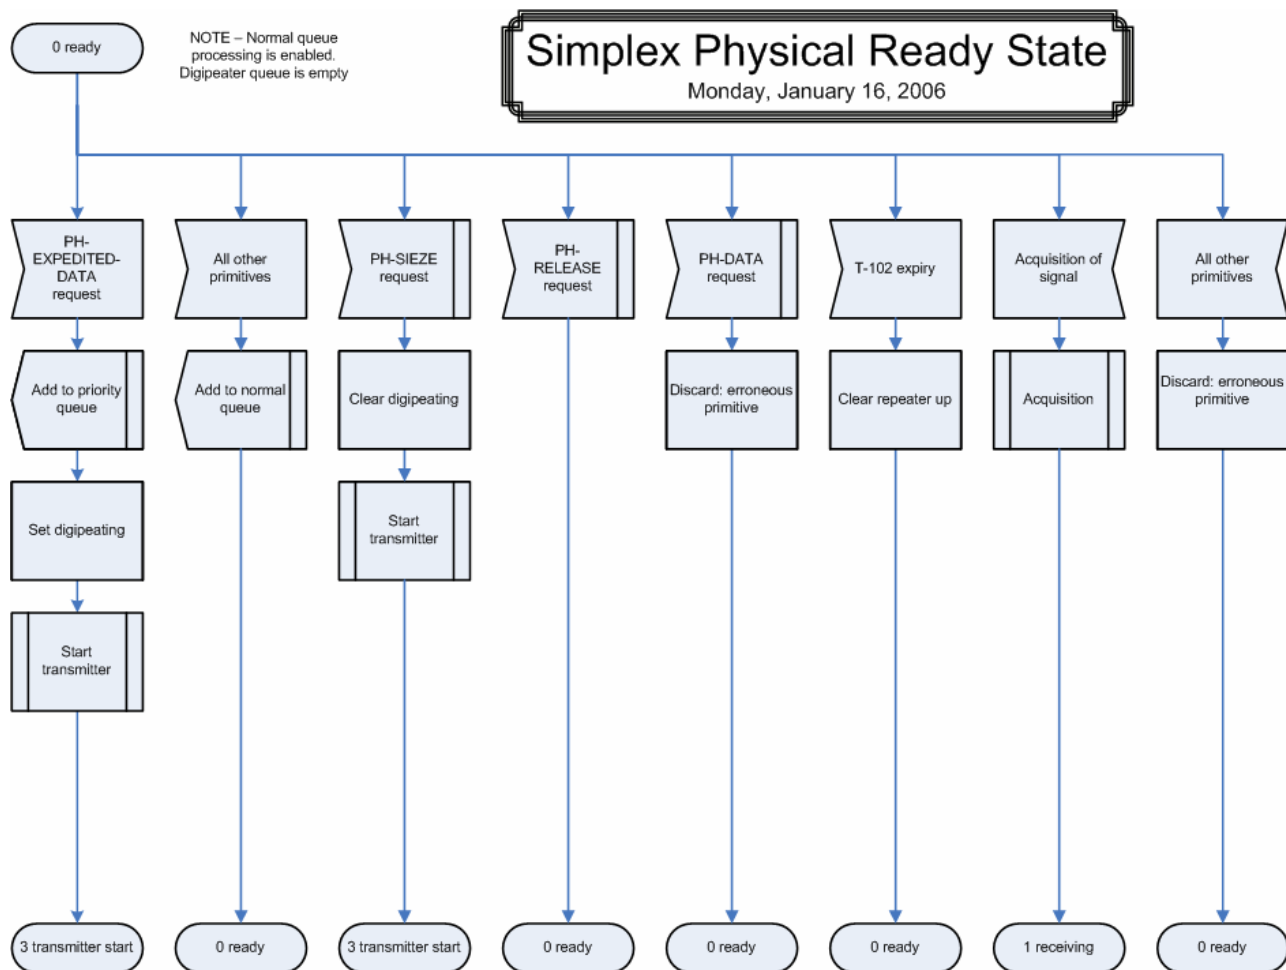 0 ready
NOTE – Normal queue
processing is enabled.
Digipeater queue is empty
Simplex Physical Ready State
Monday, January 16, 2006
PH-
EXPEDITED-
DATA
request
All other
primitives
PH-SIEZE
request
PH-
RELEASE
request
PH-DATA
request
T-102 expiry
Acquisition of
signal
All other
primitives
Add to priority
queue
Add to normal
queue
Clear digipeating
Discard: erroneous
primitive
Clear repeater up
Acquisition
Discard: erroneous
primitive
Set digipeating
Start
transmitter
Start
transmitter
3 transmitter start
0 ready
3 transmitter start
0 ready
0 ready
0 ready
1 receiving
0 ready